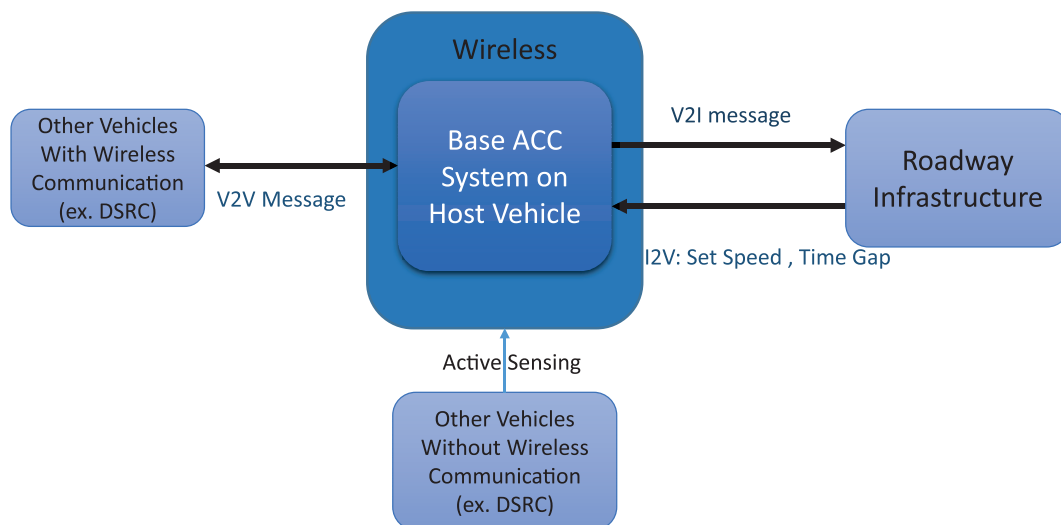 Wireless
Base ACC
System on
Host Vehicle
Other Vehicles
With Wireless
Communication
(ex. DSRC)
V2V Message
V2I message
Roadway
Infrastructure
I2V: Set Speed , Time Gap
Active Sensing
Other Vehicles
Without Wireless
Communication
(ex. DSRC)